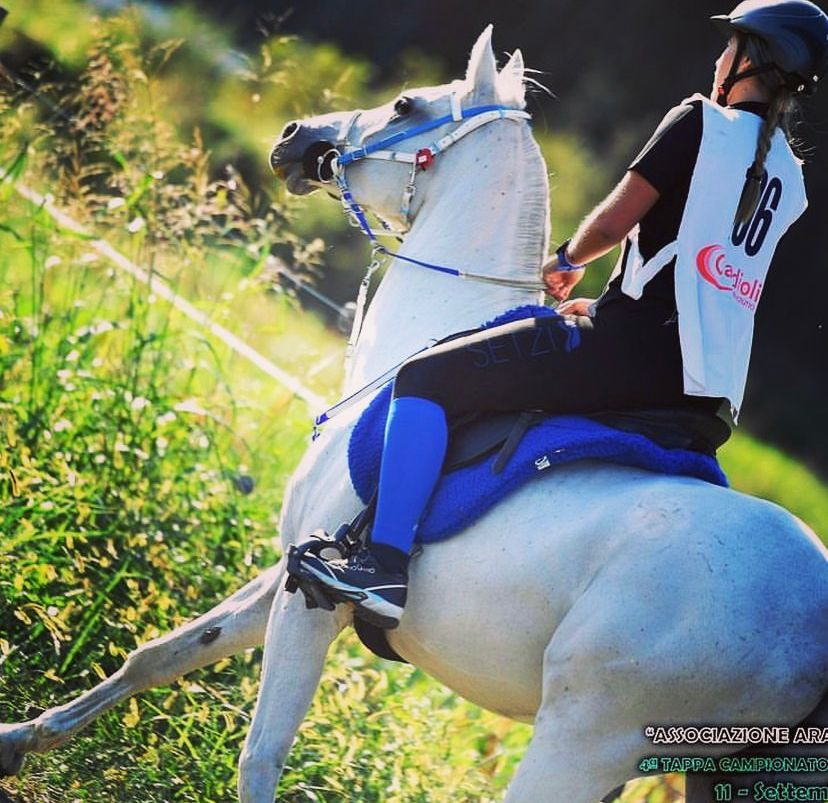 06
Cadioli
SETZI
"ASSOCIAZIONE ARA
4ª TAPPA CAMPIONATO
11 - Settem